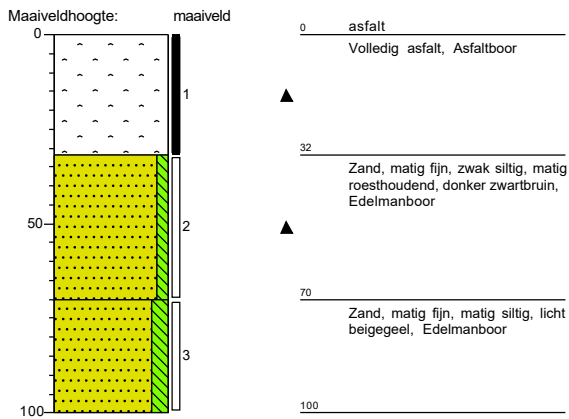 Maaiveldhoogte: maaiveld
0
50
100
1
2
3
0 asfalt
Volledig asfalt, Asfaltboor
32
Zand, matig fijn, zwak siltig, matig
roesthoudend, donker zwartbruin,
Edelmanboor
70
Zand, matig fijn, matig siltig, licht
beigegeel, Edelmanboor
100